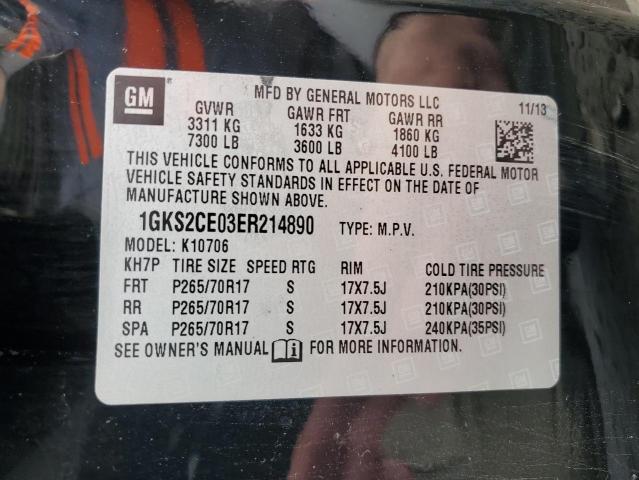 GM
MFD BY GENERAL MOTORS LLC
11/13
GVWR GAWR FRT GAWR RR
3311 KG 1633 KG 1860 KG
7300 LB 3600 LB 4100 LB
THIS VEHICLE CONFORMS TO ALL APPLICABLE U.S. FEDERAL MOTOR
VEHICLE SAFETY STANDARDS IN EFFECT ON THE DATE OF
MANUFACTURE SHOWN ABOVE.
1GKS2CE03ER214890 TYPE: M.P.V.
MODEL: K10706
KH7P TIRE SIZE SPEED RTG RIM COLD TIRE PRESSURE
FRT P265/70R17 S 17X7.5J 210KPA(30PSI)
RR P265/70R17 S 17X7.5J 210KPA(30PSI)
SPA P265/70R17 S 17X7.5J 240KPA(35PSI)
SEE OWNER'S MANUAL FOR MORE INFORMATION.